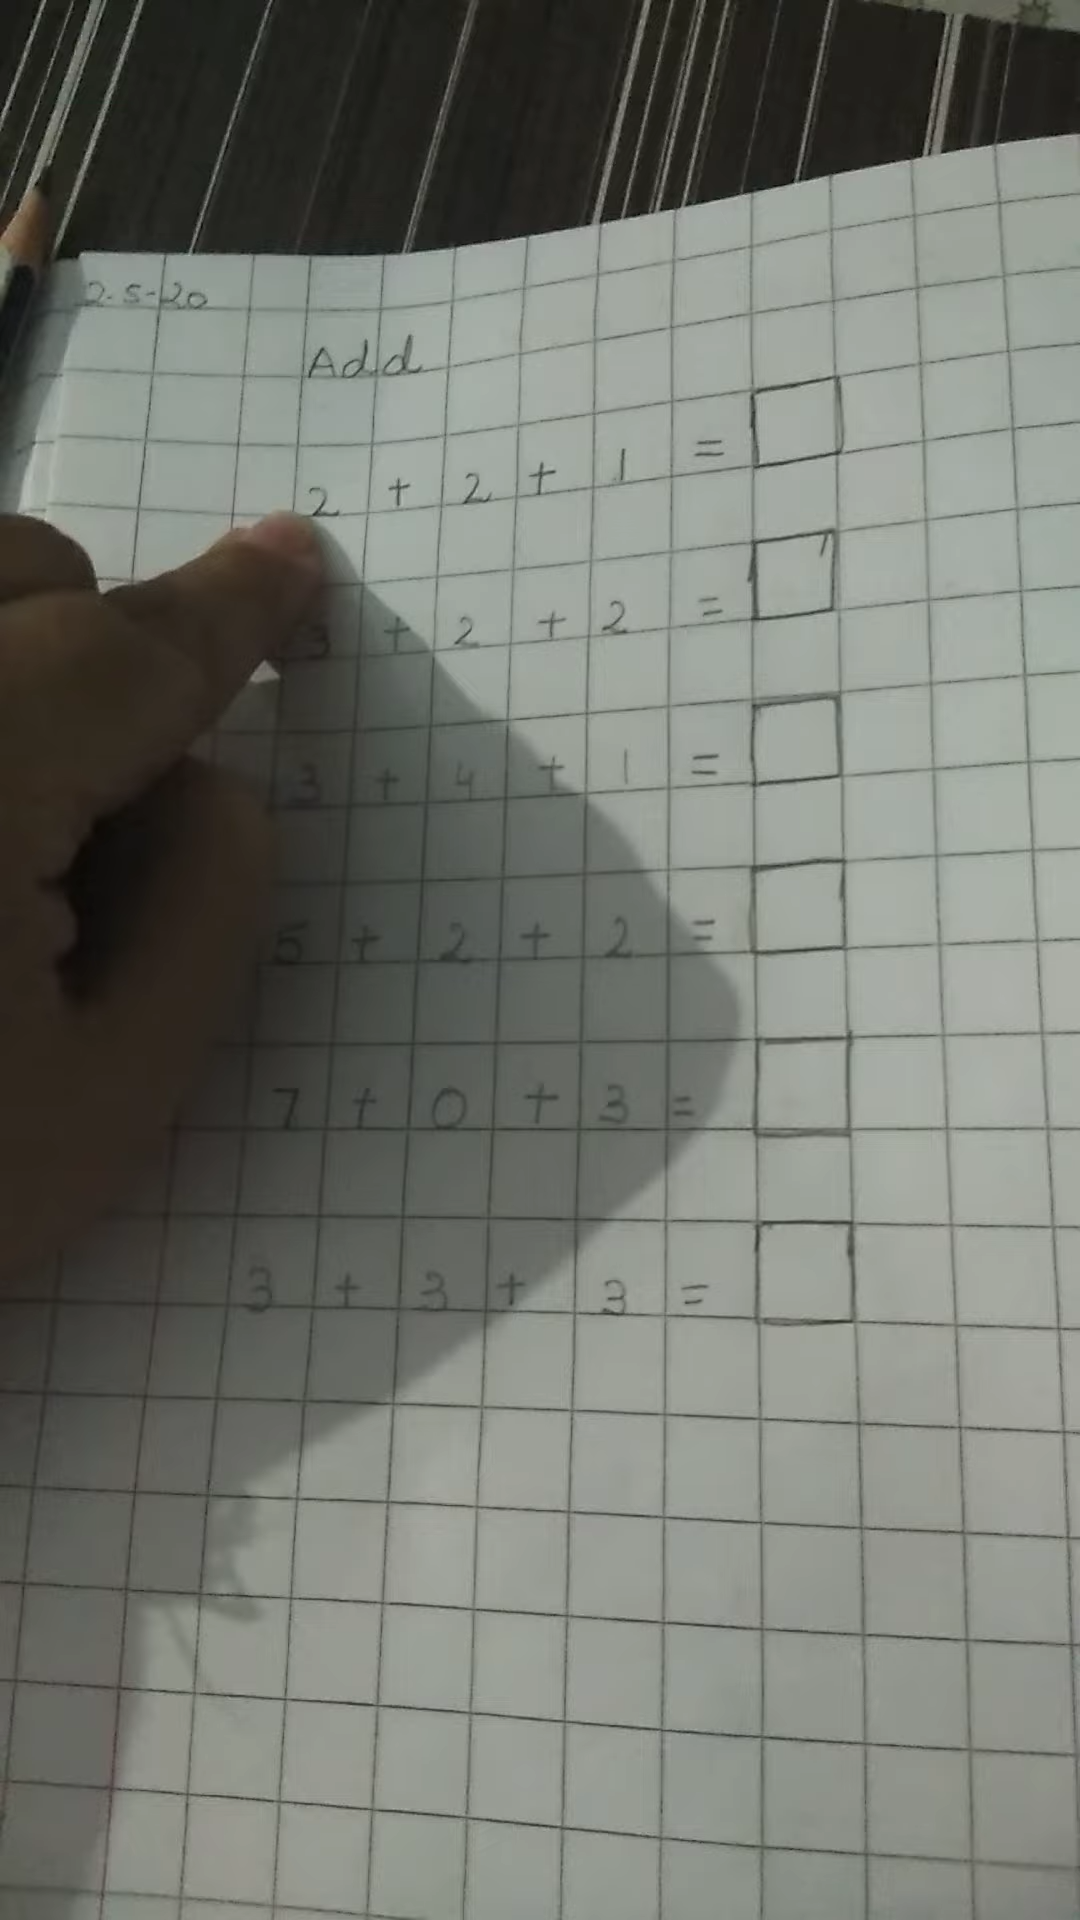 2-5-20
Add
2 + 2 + 1 =
3 + 2 + 2 =
3 + 4 + 1 =
5 + 2 + 2 =
7 + 0 + 3 =
3 + 3 + 3 =